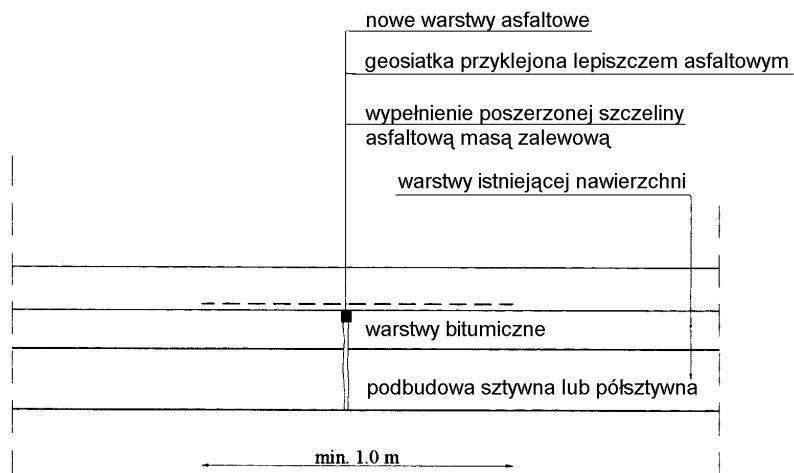 nowe warstwy asfaltowe
geosiatka przyklejona lepiszczem asfaltowym
wypełnienie poszerzonej szczeliny
asfaltową masą zalewową
warstwy istniejącej nawierzchni
warstwy bitumiczne
podbudowa sztywna lub półsztywna
min. 1.0 m